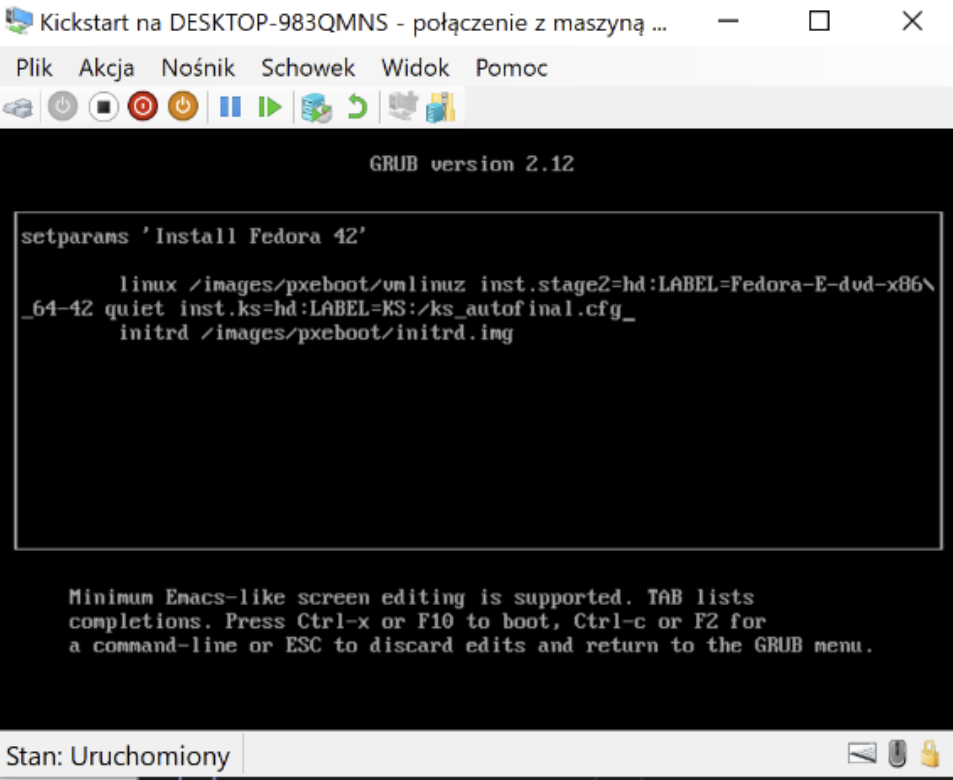 Kickstart na DESKTOP-983QMNS - połączenie z maszyną ...
Plik Akcja Nośnik Schowek Widok Pomoc
GRUB version 2.12
setparams 'Install Fedora 42'
linux /images/pxeboot/vmlinuz inst.stage2=hd:LABEL=Fedora-E-dvd-x86\
_64-42 quiet inst.ks=hd:LABEL=KS:/ks_autofinal.cfg_
initrd /images/pxeboot/initrd.img
Minimum Emacs-like screen editing is supported. TAB lists
completions. Press Ctrl-x or F10 to boot, Ctrl-c or F2 for
a command-line or ESC to discard edits and return to the GRUB menu.
Stan: Uruchomiony